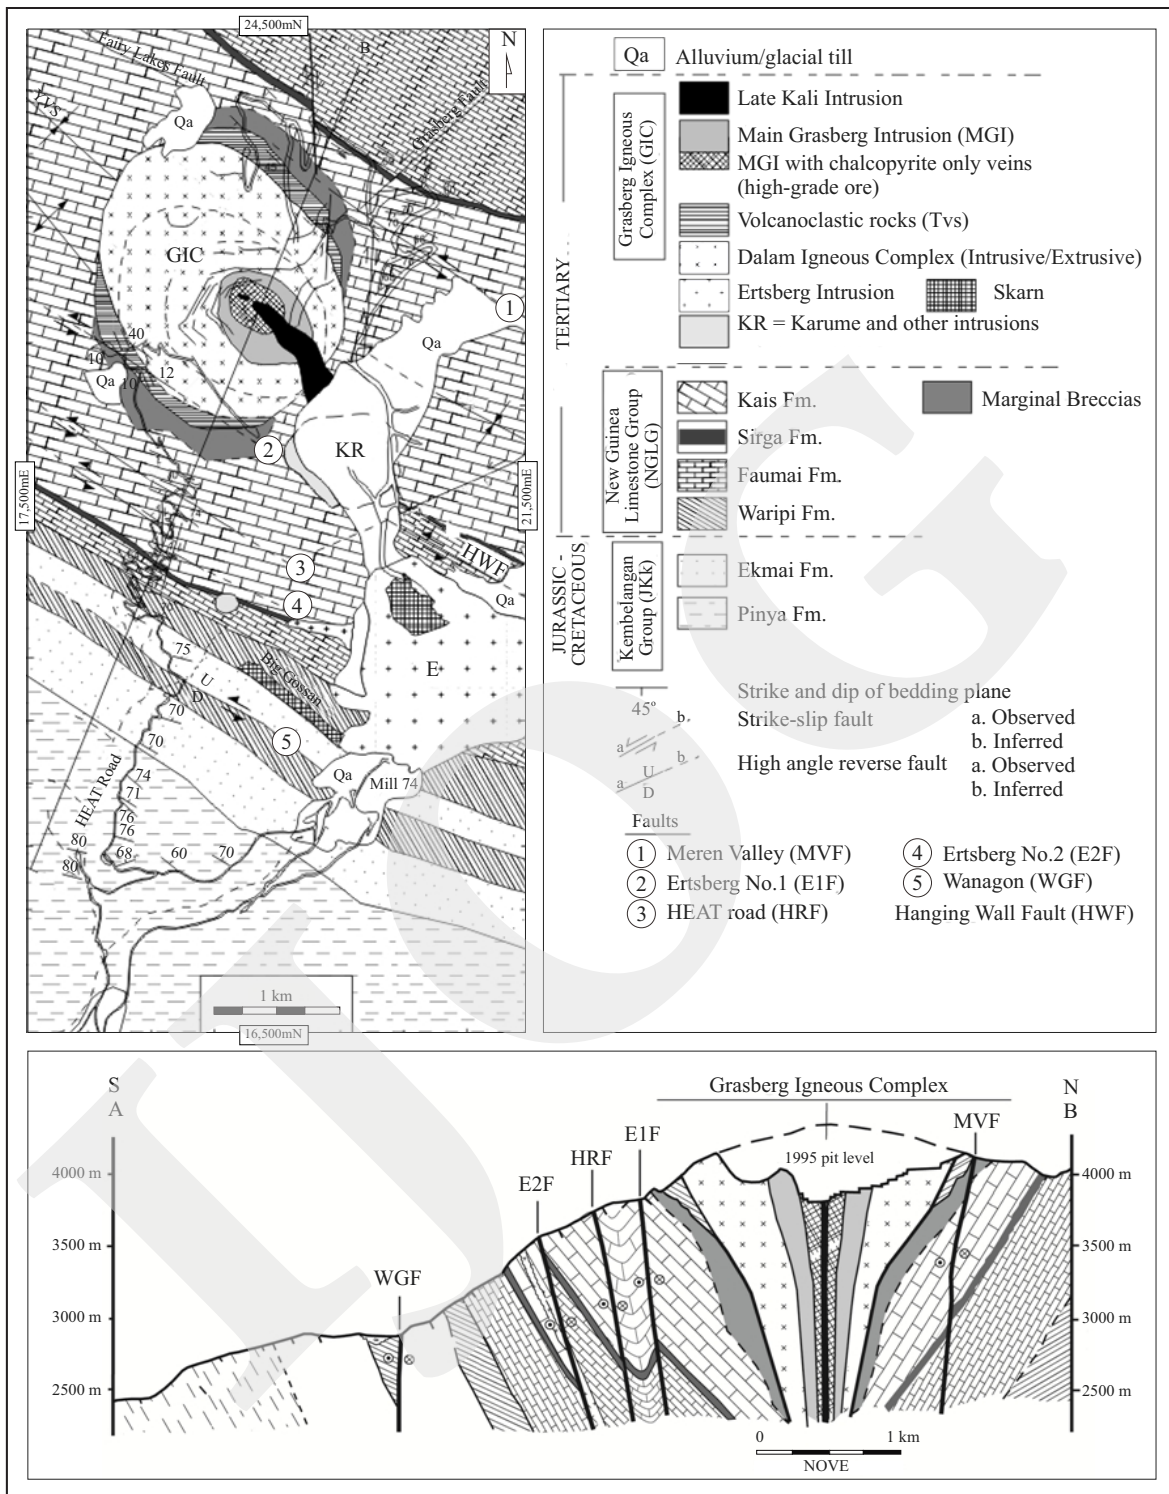 24,500mN
N
B
Fairy Lakes Fault
Grasberg Fault
YVS
Qa
GIC
1
Qa
40
10
12
Qa
10
2
KR
17,500mE
21,500mE
HWF
3
4
Qa
75
Big Gossan
E
U
D
70
5
70
Qa
Mill 74
HEAT Road
74
71
76
76
80
68
60
70
80
1 km
16,500mN
Qa Alluvium/glacial till
TERTIARY
Grasberg Igneous
Complex (GIC)
Late Kali Intrusion
Main Grasberg Intrusion (MGI)
MGI with chalcopyrite only veins
(high-grade ore)
Volcanoclastic rocks (Tvs)
Dalam Igneous Complex (Intrusive/Extrusive)
Ertsberg Intrusion Skarn
KR = Karume and other intrusions
New Guinea
Limestone Group
(NGLG)
Kais Fm. Marginal Breccias
Sirga Fm.
Faumai Fm.
Waripi Fm.
JURASSIC -
CRETACEOUS
Kembelangan
Group (JKk)
Ekmai Fm.
Pinya Fm.
45° Strike and dip of bedding plane
a b. Strike-slip fault a. Observed
b. Inferred
a U D b High angle reverse fault a. Observed
b. Inferred
Faults
1 Meren Valley (MVF) 4 Ertsberg No.2 (E2F)
2 Ertsberg No.1 (E1F) 5 Wanagon (WGF)
3 HEAT road (HRF) Hanging Wall Fault (HWF)
S
A
Grasberg Igneous Complex
N
B
MVF
E1F
HRF
E2F
WGF
1995 pit level
4000 m
3500 m
3000 m
2500 m
4000 m
3500 m
3000 m
2500 m
0 1 km
NOVE
IJOG